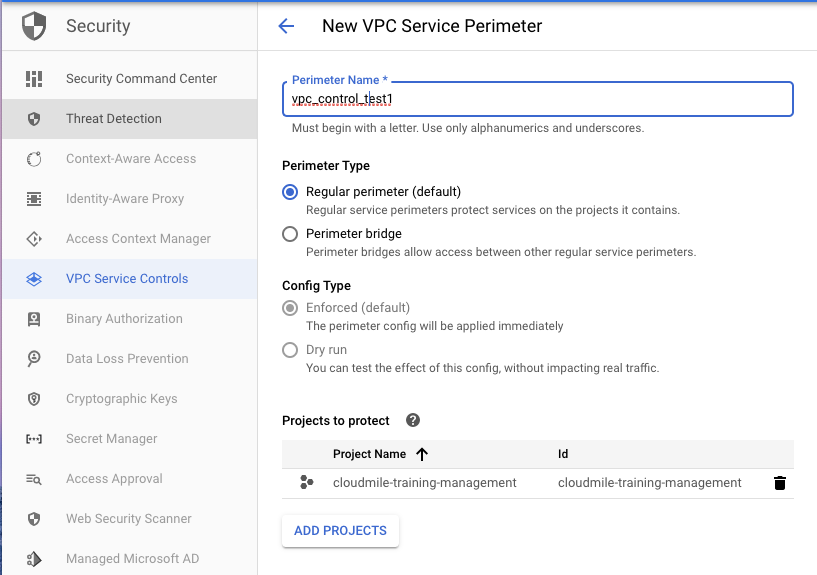 Security
Security Command Center
Threat Detection
Context-Aware Access
Identity-Aware Proxy
Access Context Manager
VPC Service Controls
Binary Authorization
Data Loss Prevention
Cryptographic Keys
Secret Manager
Access Approval
Web Security Scanner
Managed Microsoft AD
New VPC Service Perimeter
Perimeter Name *
vpc_control_test1
Must begin with a letter. Use only alphanumerics and underscores.
Perimeter Type
Regular perimeter (default)
Regular service perimeters protect services on the projects it contains.
Perimeter bridge
Perimeter bridges allow access between other regular service perimeters.
Config Type
Enforced (default)
The perimeter config will be applied immediately
Dry run
You can test the effect of this config, without impacting real traffic.
Projects to protect ?
Project Name Id
cloudmile-training-management cloudmile-training-management
ADD PROJECTS